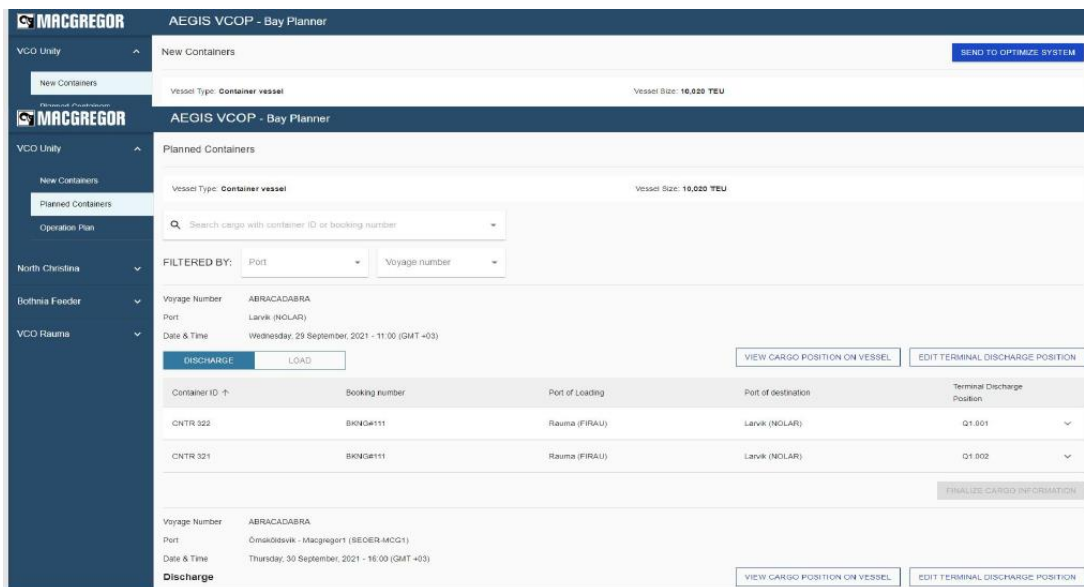 MACGREGOR AEGIS VCOP - Bay Planner
VCO Unity New Containers SEND TO OPTIMIZE SYSTEM
New Containers
Vessel Type: Container vessel Vessel Size: 10,020 TEU
Planned Containers
MACGREGOR AEGIS VCOP - Bay Planner
VCO Unity Planned Containers
New Containers
Vessel Type: Container vessel Vessel Size: 10,020 TEU
Planned Containers
Operation Plan Search cargo with container ID or booking number
North Christina FILTERED BY: Port Voyage number
Bothnia Feeder Voyage Number ABRACADABRA
Port Larvik (NOLAR)
VCO Rauma Date & Time Wednesday, 29 September, 2021 - 11:00 (GMT +03)
DISCHARGE LOAD VIEW CARGO POSITION ON VESSEL EDIT TERMINAL DISCHARGE POSITION
Container ID ↑ Booking number Port of Loading Port of destination Terminal Discharge
Position
CNTR 322 BKNG#111 Rauma (FIRAU) Larvik (NOLAR) Q1.001
CNTR 321 BKNG#111 Rauma (FIRAU) Larvik (NOLAR) Q1.002
FINALIZE CARGO INFORMATION
Voyage Number ABRACADABRA
Port Örnsköldsvik - Macgregor1 (SEOER-MCG1)
Date & Time Thursday, 30 September, 2021 - 16:00 (GMT +03)
Discharge VIEW CARGO POSITION ON VESSEL EDIT TERMINAL DISCHARGE POSITION